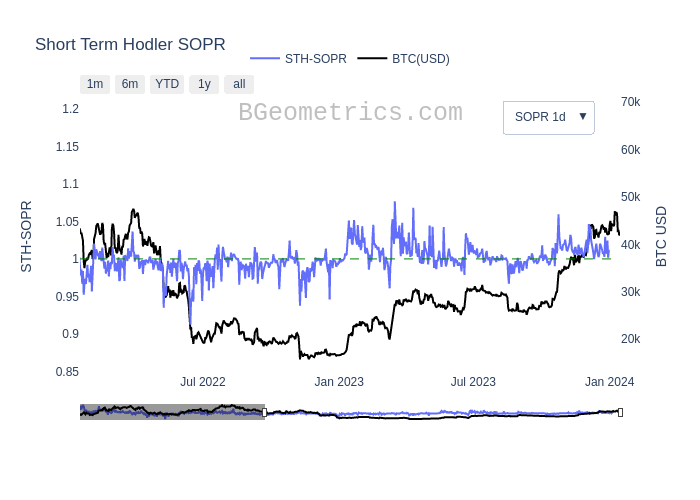 Short Term Hodler SOPR
STH-SOPR BTC(USD)
1m 6m YTD 1y all
BGeometrics.com
SOPR 1d ▼
1.2
1.15
1.1
1.05
1
0.95
0.9
0.85
STH-SOPR
70k
60k
50k
40k
30k
20k
BTC USD
Jul 2022 Jan 2023 Jul 2023 Jan 2024